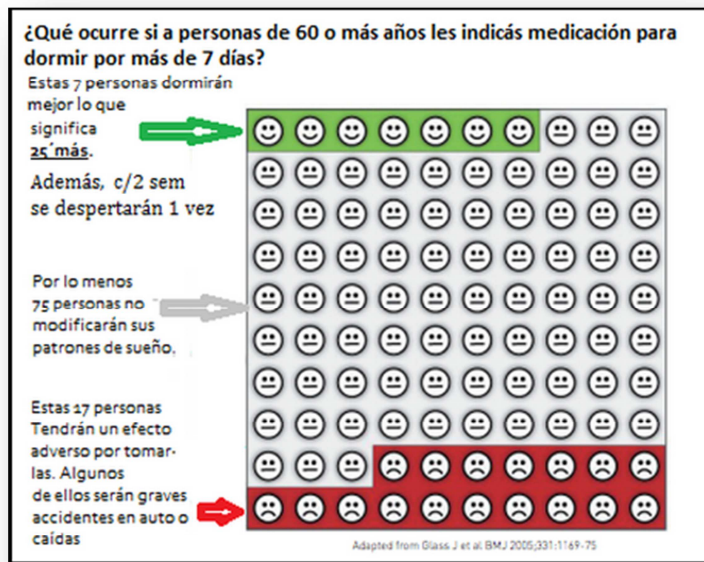 ¿Qué ocurre si a personas de 60 o más años les indicás medicación para
dormir por más de 7 días?
Estas 7 personas dormirán
mejor lo que
significa
25´más.
Además, c/2 sem
se despertarán 1 vez
Por lo menos
75 personas no
modificarán sus
patrones de sueño.
Estas 17 personas
Tendrán un efecto
adverso por tomar-
las. Algunos
de ellos serán graves
accidentes en auto o
caídas
Adapted from Glass J et al BMJ 2005;331:1169-75